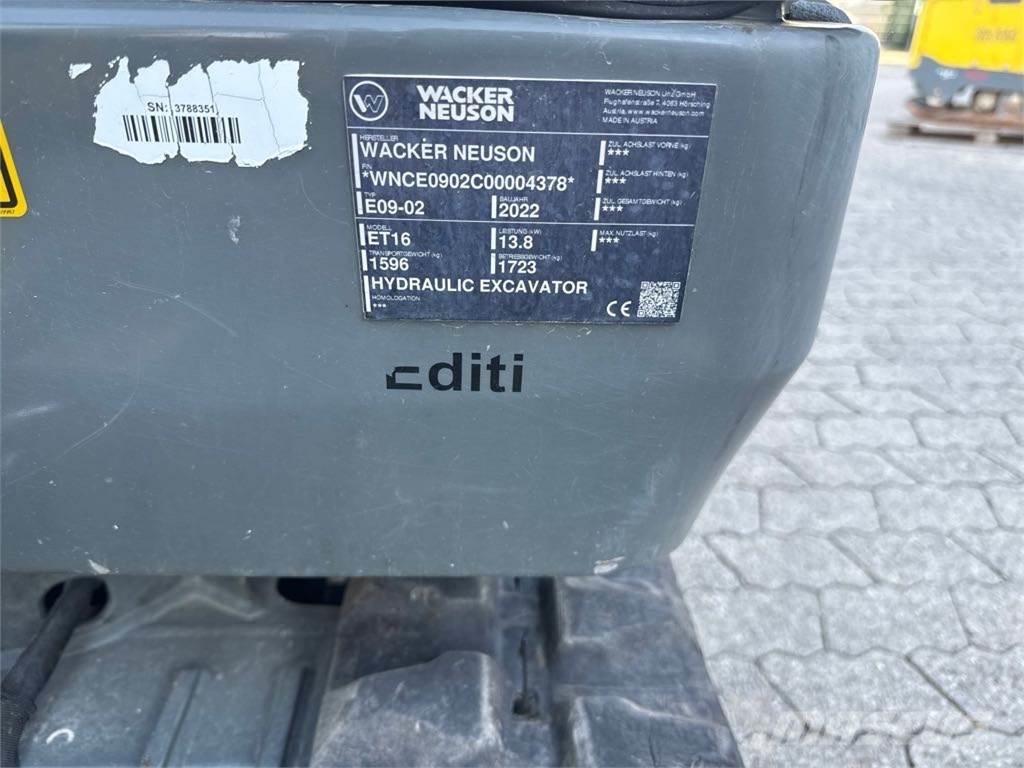 SN: 3788351
WACKER
NEUSON
WACKER NEUSON Linz GmbH
Flughafenstraße 7, 4063 Hörsching
Austria, www.wackerneuson.com
MADE IN AUSTRIA
HERSTELLER
WACKER NEUSON
PIN
*WNCE0902C00004378*
TYP
E09-02
BAUJAHR
2022
MODELL
ET16
LEISTUNG (kW)
13.8
TRANSPORTGEWICHT (kg)
1596
BETRIEBSGEWICHT (kg)
1723
HYDRAULIC EXCAVATOR
HOMOLOGATION
***
ZUL. ACHSLAST VORNE (kg)
***
ZUL. ACHSLAST HINTEN (kg)
***
ZUL. GESAMTGEWICHT (kg)
***
MAX. NUTZLAST (kg)
***
CE
editi